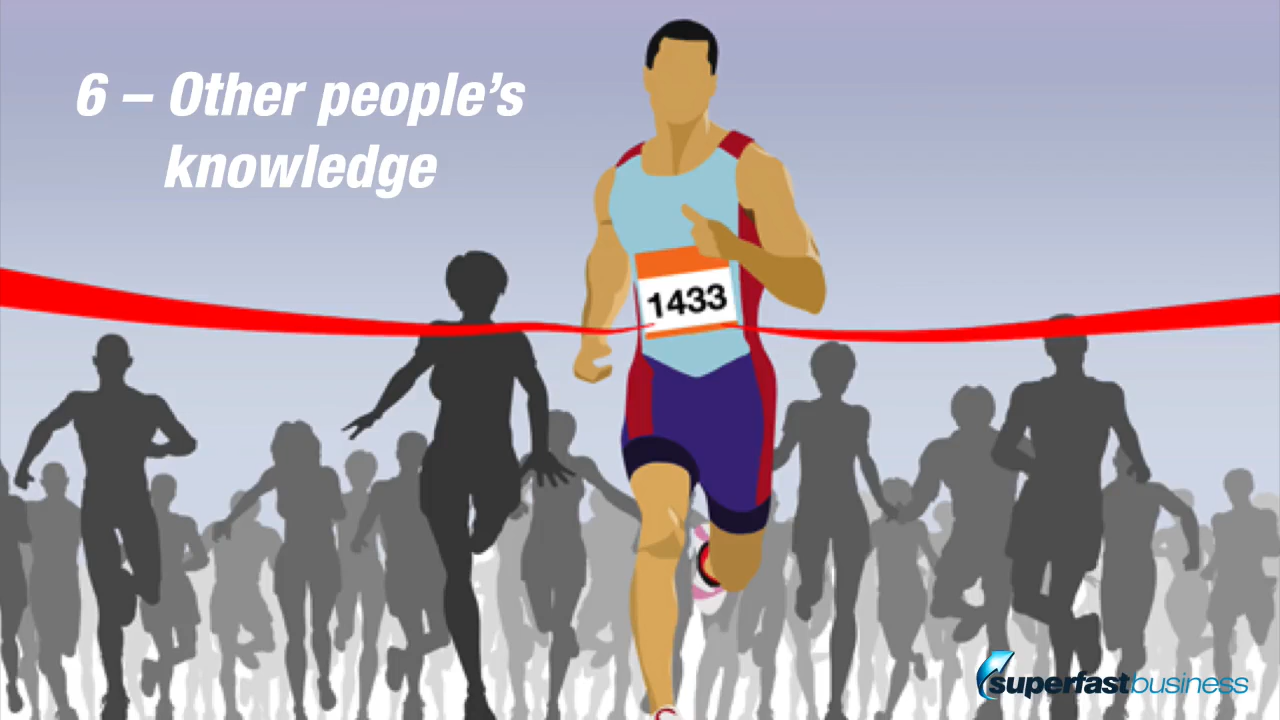 6 – Other people’s
knowledge
1433
superfastbusiness